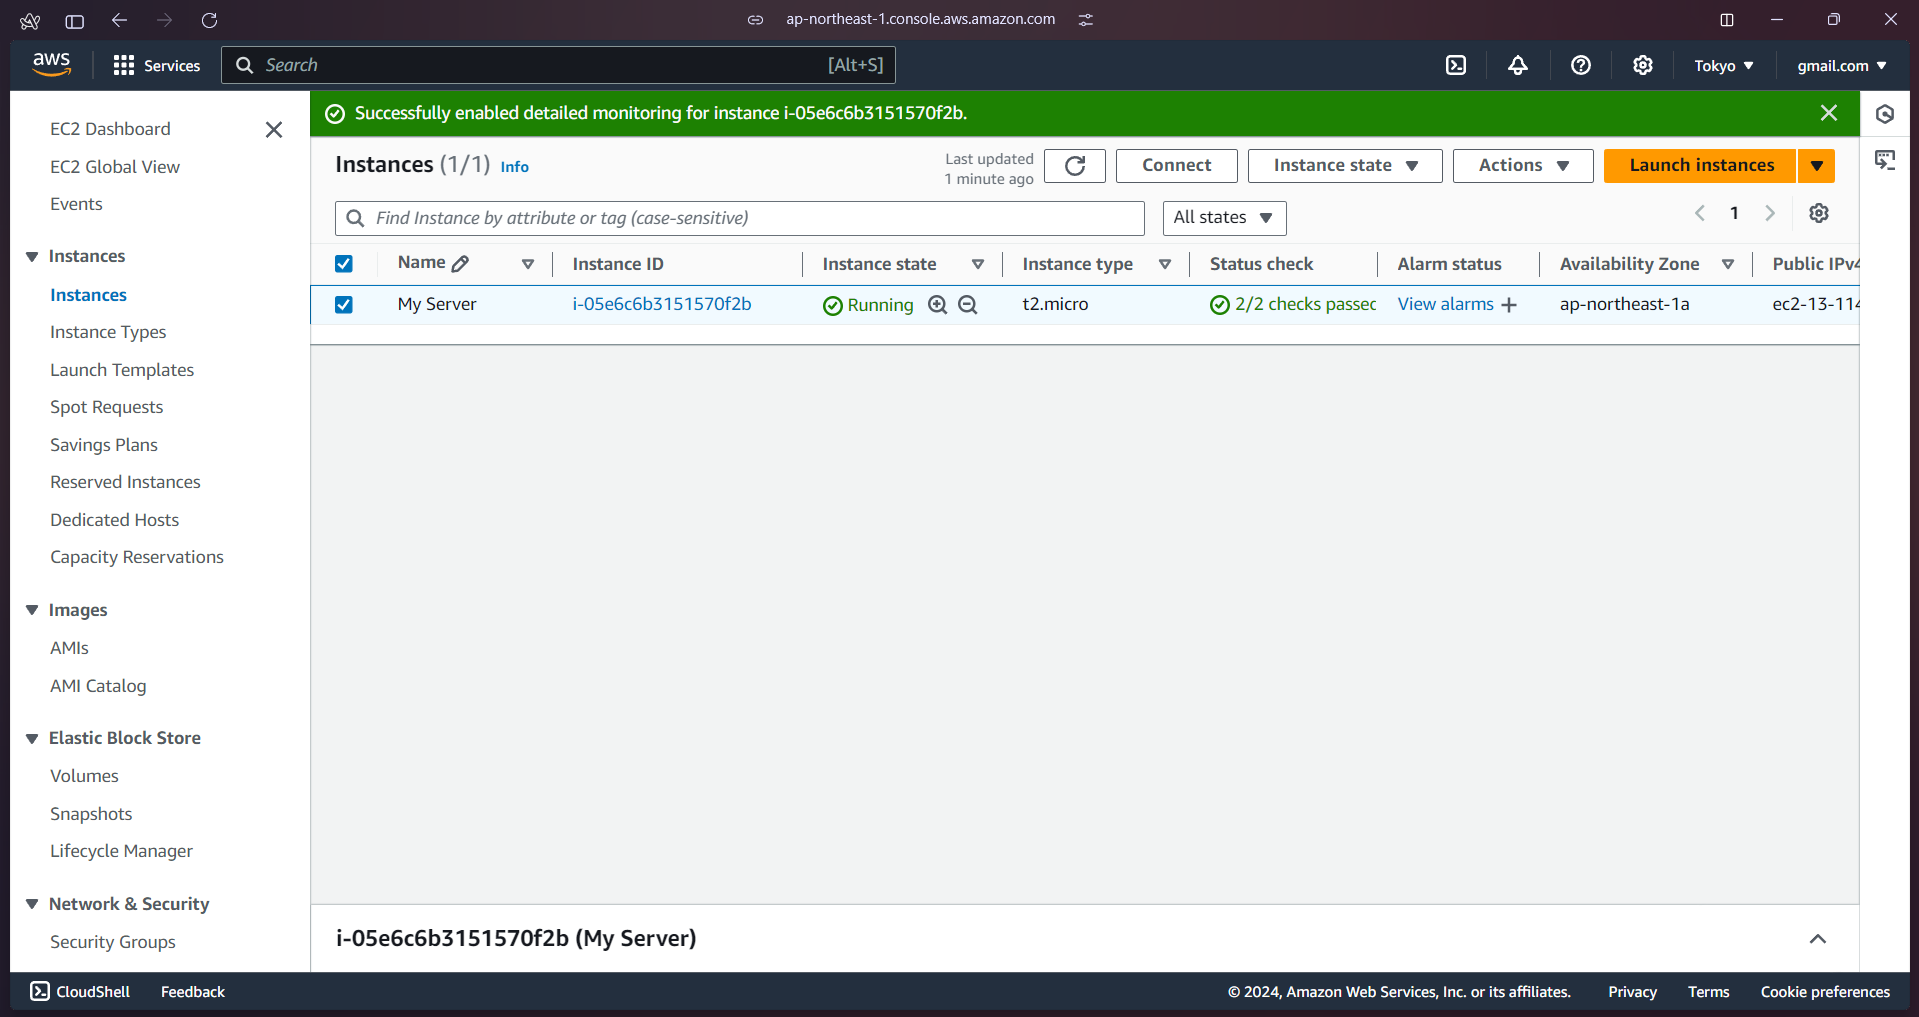 ap-northeast-1.console.aws.amazon.com
aws
Services
Search
[Alt+S]
Tokyo
gmail.com
EC2 Dashboard
EC2 Global View
Events
Instances
Instances
Instance Types
Launch Templates
Spot Requests
Savings Plans
Reserved Instances
Dedicated Hosts
Capacity Reservations
Images
AMIs
AMI Catalog
Elastic Block Store
Volumes
Snapshots
Lifecycle Manager
Network & Security
Security Groups
Successfully enabled detailed monitoring for instance i-05e6c6b3151570f2b.
Instances (1/1) Info
Last updated
1 minute ago
Connect
Instance state
Actions
Launch instances
Find Instance by attribute or tag (case-sensitive)
All states
1
Name Instance ID Instance state Instance type Status check Alarm status Availability Zone Public IPv4
My Server i-05e6c6b3151570f2b Running t2.micro 2/2 checks passec View alarms + ap-northeast-1a ec2-13-114
i-05e6c6b3151570f2b (My Server)
CloudShell
Feedback
© 2024, Amazon Web Services, Inc. or its affiliates.
Privacy
Terms
Cookie preferences